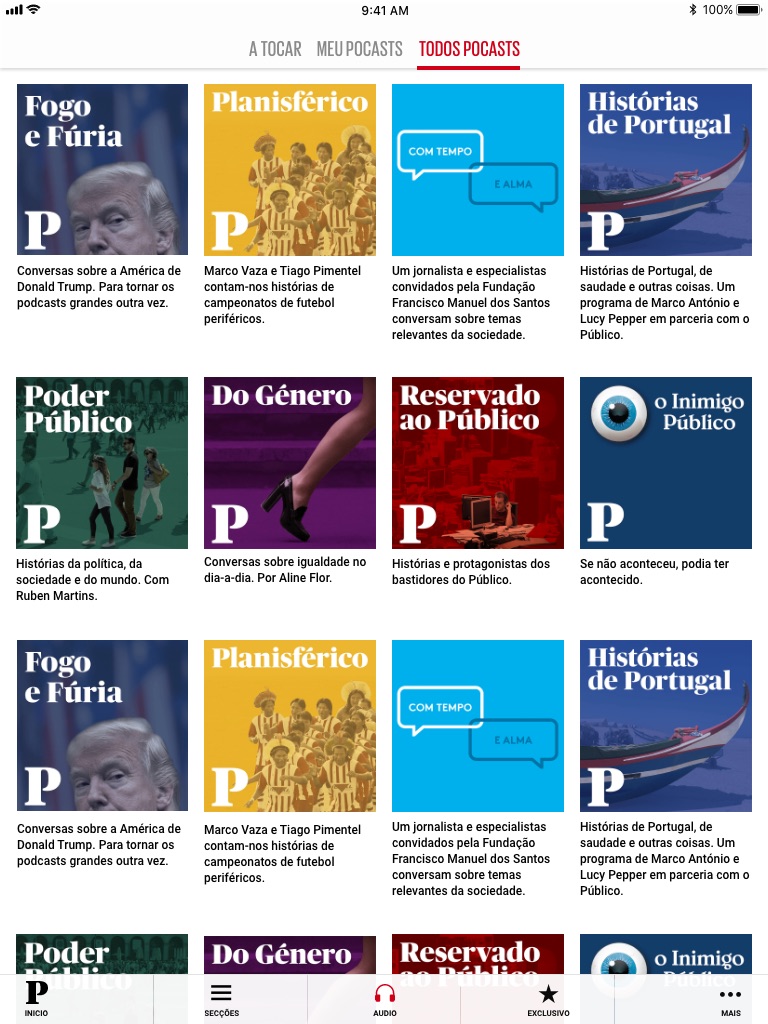 9:41 AM
100%
A TOCAR MEU POCASTS TODOS POCASTS
Fogo
e Fúria
P
Conversas sobre a América de
Donald Trump. Para tornar os
podcasts grandes outra vez.
Planisférico
P
Marco Vaza e Tiago Pimentel
contam-nos histórias de
campeonatos de futebol
periféricos.
COM TEMPO
E ALMA
Um jornalista e especialistas
convidados pela Fundação
Francisco Manuel dos Santos
conversam sobre temas
relevantes da sociedade.
Histórias
de Portugal
P
Histórias de Portugal, de
saudade e outras coisas. Um
programa de Marco António e
Lucy Pepper em parceria com o
Público.
Poder
Público
P
Histórias da política, da
sociedade e do mundo. Com
Ruben Martins.
Do Género
P
Conversas sobre igualdade no
dia-a-dia. Por Aline Flor.
Reservado
ao Público
P
Histórias e protagonistas dos
bastidores do Público.
o Inimigo
Público
P
Se não aconteceu, podia ter
acontecido.
Fogo
e Fúria
P
Conversas sobre a América de
Donald Trump. Para tornar os
podcasts grandes outra vez.
Planisférico
P
Marco Vaza e Tiago Pimentel
contam-nos histórias de
campeonatos de futebol
periféricos.
COM TEMPO
E ALMA
Um jornalista e especialistas
convidados pela Fundação
Francisco Manuel dos Santos
conversam sobre temas
relevantes da sociedade.
Histórias
de Portugal
P
Histórias de Portugal, de
saudade e outras coisas. Um
programa de Marco António e
Lucy Pepper em parceria com o
Público.
Poder
Público
Do Género
Reservado
ao Público
o Inimigo
Público
P
INICIO
SECÇÕES
AUDIO
EXCLUSIVO
MAIS